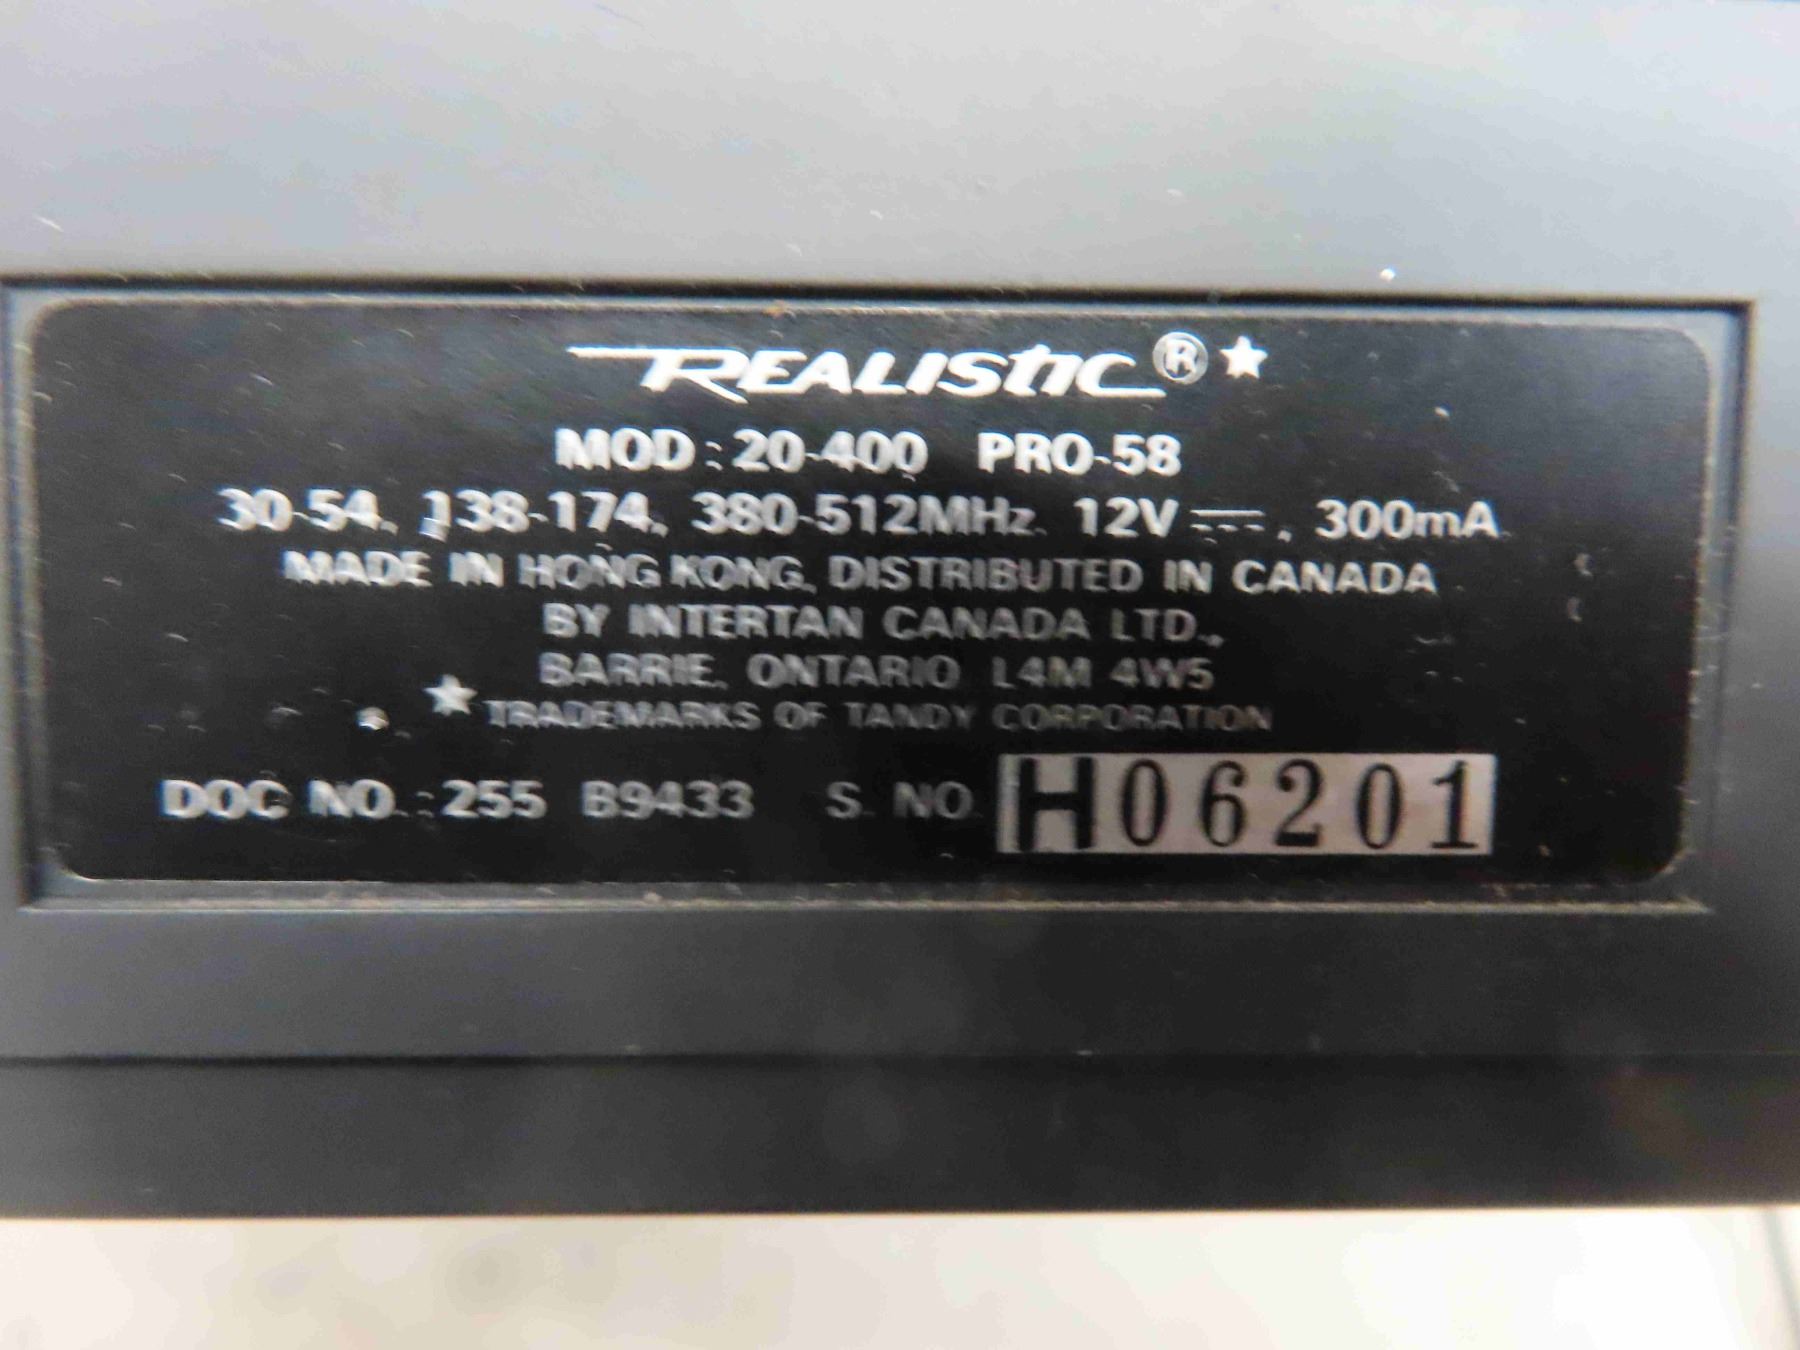 REALISTIC®★
MOD : 20-400 PRO-58
30-54, 138-174, 380-512MHz. 12V ⎓, 300mA
MADE IN HONG KONG, DISTRIBUTED IN CANADA
BY INTERTAN CANADA LTD.,
BARRIE, ONTARIO L4M 4W5
★TRADEMARKS OF TANDY CORPORATION
DOC NO. : 255 B9433 S. NO. H06201